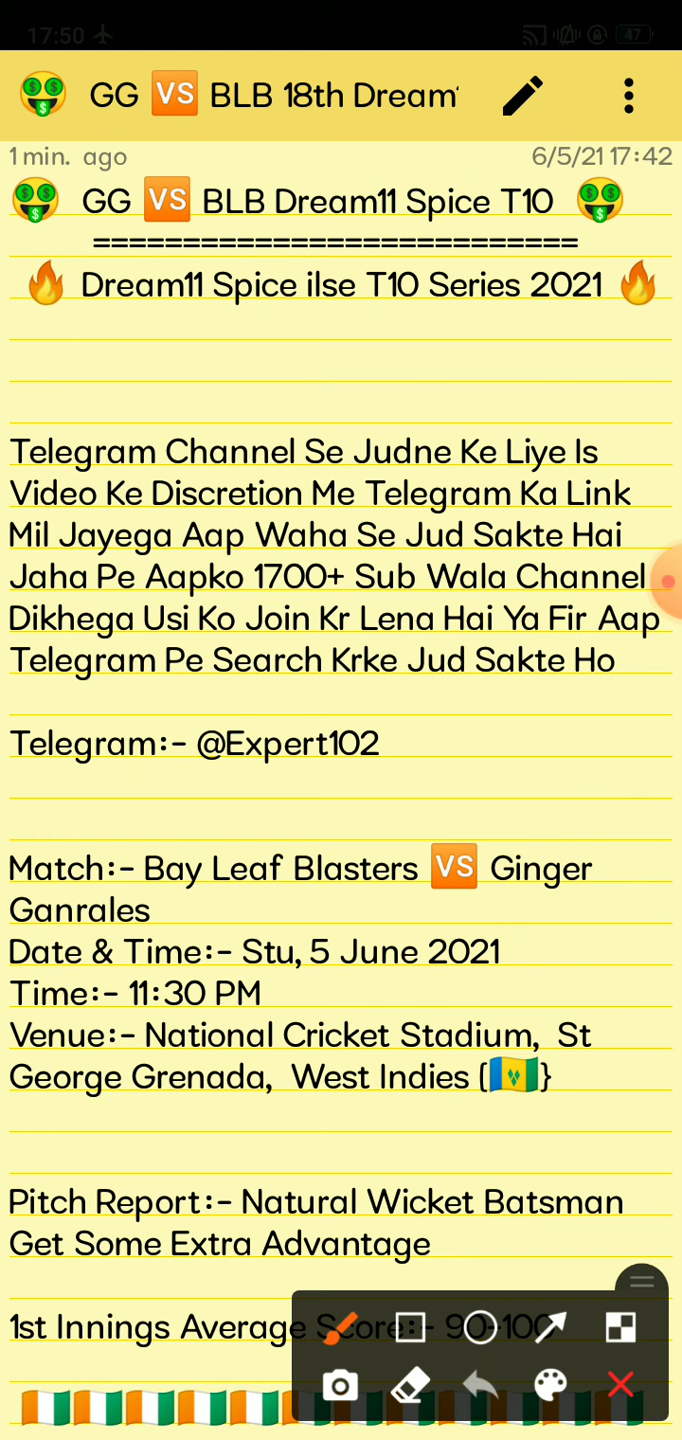 17:50
47
🤑 GG 🆚 BLB 18th Dream1
1 min. ago 6/5/21 17:42
🤑 GG 🆚 BLB Dream11 Spice T10 🤑
===========================
🔥 Dream11 Spice ilse T10 Series 2021 🔥
Telegram Channel Se Judne Ke Liye Is
Video Ke Discretion Me Telegram Ka Link
Mil Jayega Aap Waha Se Jud Sakte Hai
Jaha Pe Aapko 1700+ Sub Wala Channel
Dikhega Usi Ko Join Kr Lena Hai Ya Fir Aap
Telegram Pe Search Krke Jud Sakte Ho
Telegram:- @Expert102
Match:- Bay Leaf Blasters 🆚 Ginger
Ganrales
Date & Time:- Stu, 5 June 2021
Time:- 11:30 PM
Venue:- National Cricket Stadium, St
George Grenada, West Indies (🇻🇨}
Pitch Report:- Natural Wicket Batsman
Get Some Extra Advantage
1st Innings Average Score:- 90-100